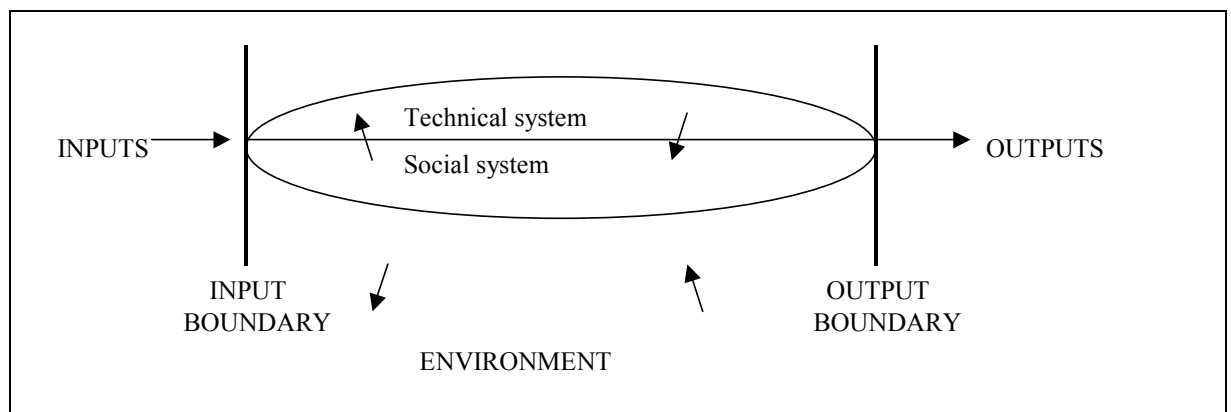 Technical system
INPUTS
OUTPUTS
Social system
INPUT
BOUNDARY
OUTPUT
BOUNDARY
ENVIRONMENT